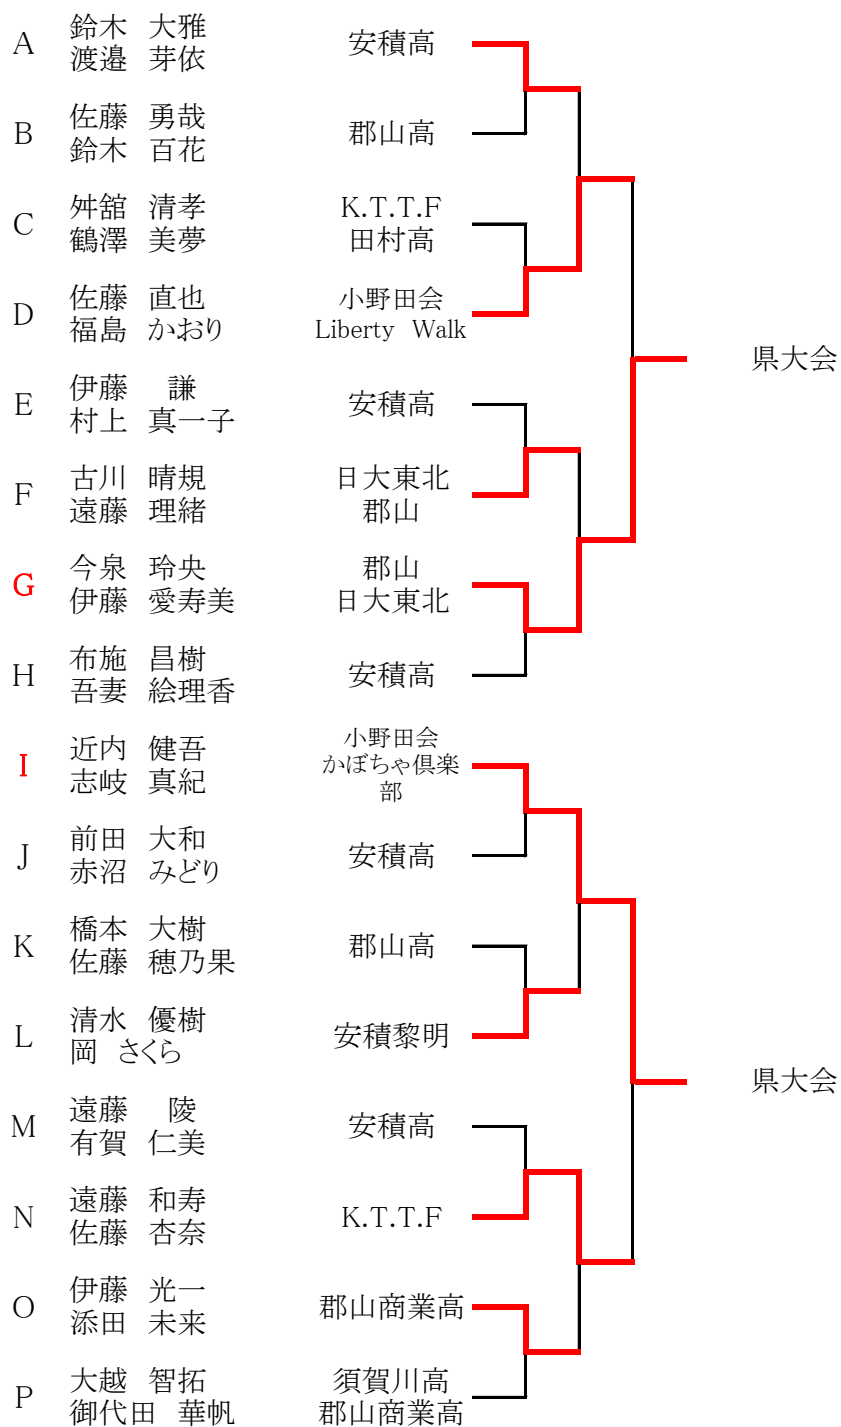 A
鈴木 大雅
渡邉 芽依
安積高
B
佐藤 勇哉
鈴木 百花
郡山高
C
舛舘 清孝
鶴澤 美夢
K.T.T.F
田村高
D
佐藤 直也
福島 かおり
小野田会
Liberty Walk
県大会
E
伊藤 謙
村上 真一子
安積高
F
古川 晴規
遠藤 理緒
日大東北
郡山
G
今泉 玲央
伊藤 愛寿美
郡山
日大東北
H
布施 昌樹
吾妻 絵理香
安積高
I
近内 健吾
志岐 真紀
小野田会
かぼちゃ倶楽
部
J
前田 大和
赤沼 みどり
安積高
K
橋本 大樹
佐藤 穂乃果
郡山高
L
清水 優樹
岡 さくら
安積黎明
県大会
M
遠藤 陵
有賀 仁美
安積高
N
遠藤 和寿
佐藤 杏奈
K.T.T.F
O
伊藤 光一
添田 未来
郡山商業高
P
大越 智拓
御代田 華帆
須賀川高
郡山商業高